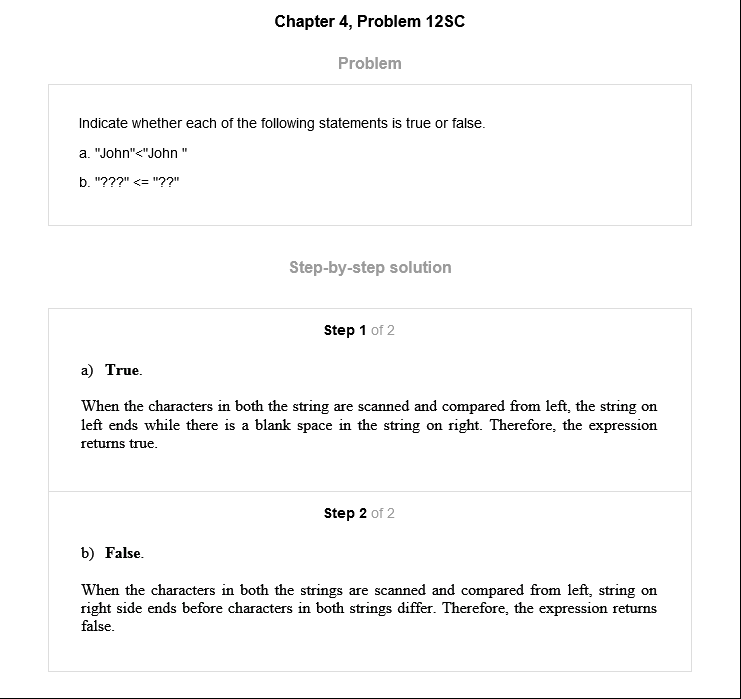 Chapter 4, Problem 12SC
Problem
Indicate whether each of the following statements is true or false.
a. "John"<"John "
b. "???" <= "??"
Step-by-step solution
Step 1 of 2
a) True.
When the characters in both the string are scanned and compared from left, the string on
left ends while there is a blank space in the string on right. Therefore, the expression
returns true.
Step 2 of 2
b) False.
When the characters in both the strings are scanned and compared from left, string on
right side ends before characters in both strings differ. Therefore, the expression returns
false.